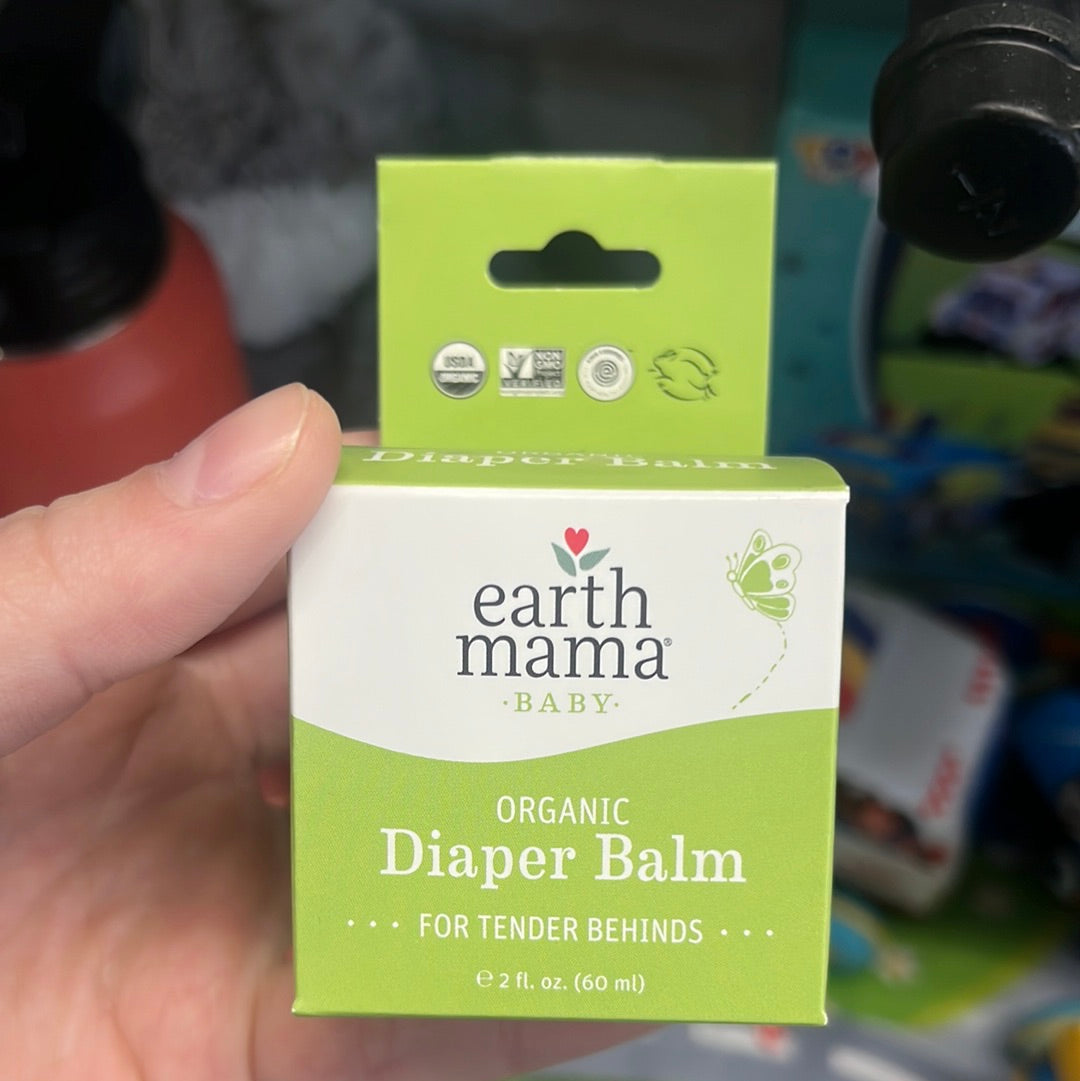 USDA
ORGANIC
NON
GMO
Project
VERIFIED
Diaper Balm
earth
mama®
·BABY·
ORGANIC
Diaper Balm
··· FOR TENDER BEHINDS ···
℮ 2 fl. oz. (60 ml)